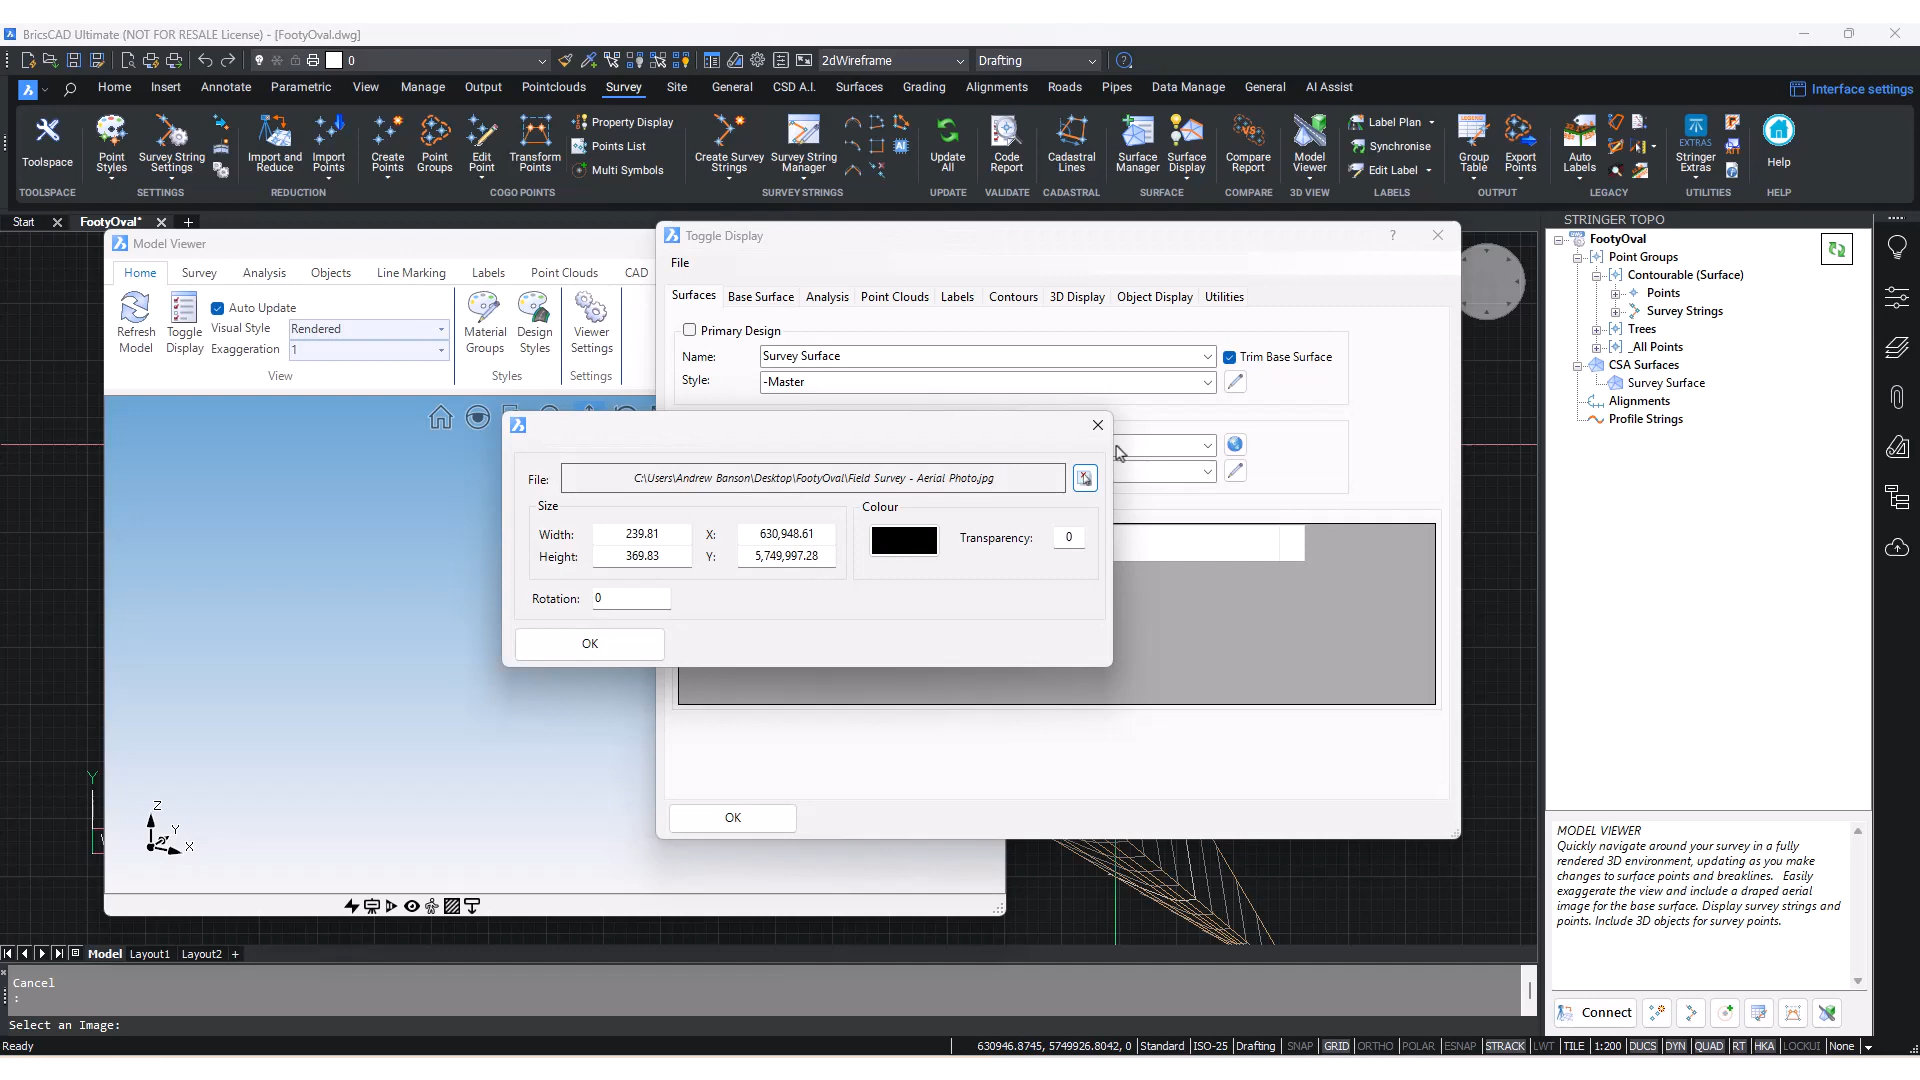 BricsCAD Ultimate (NOT FOR RESALE License) - [FootyOval.dwg]
0
2dWireframe
Drafting
Home Insert Annotate Parametric View Manage Output Pointclouds Survey Site General CSD A.I. Surfaces Grading Alignments Roads Pipes Data Manage General AI Assist
Interface settings
Toolspace
Point Styles
Survey String Settings
Import and Reduce
Import Points
Create Points
Point Groups
Edit Point
Transform Points
Property Display
Points List
Multi Symbols
Create Survey Strings
Survey String Manager
Update All
Code Report
Cadastral Lines
Surface Manager
Surface Display
Compare Report
Model Viewer
Label Plan
Synchronise
Edit Label
Group Table
Export Points
Auto Labels
EXTRAS
Stringer Extras
Help
TOOLSPACE SETTINGS REDUCTION COGO POINTS SURVEY STRINGS UPDATE VALIDATE CADASTRAL SURFACE COMPARE 3D VIEW LABELS OUTPUT LEGACY UTILITIES HELP
Start FootyOval*
Model Viewer
Home Survey Analysis Objects Line Marking Labels Point Clouds CAD
Refresh Model
Toggle Display
Auto Update
Visual Style Rendered
Exaggeration 1
Material Groups
Design Styles
Viewer Settings
View Styles Settings
Toggle Display
File
Surfaces Base Surface Analysis Point Clouds Labels Contours 3D Display Object Display Utilities
Primary Design
Name: Survey Surface
Trim Base Surface
Style: -Master
File: C:\Users\Andrew Banson\Desktop\FootyOval\Field Survey - Aerial Photo.jpg
Size
Width: 239.81 X: 630,948.61
Height: 369.83 Y: 5,749,997.28
Colour
Transparency: 0
Rotation: 0
OK
OK
Z
Y
X
Y
STRINGER TOPO
FootyOval
Point Groups
Contourable (Surface)
Points
Survey Strings
Trees
_All Points
CSA Surfaces
Survey Surface
Alignments
Profile Strings
MODEL VIEWER
Quickly navigate around your survey in a fully
rendered 3D environment, updating as you make
changes to surface points and breaklines. Easily
exaggerate the view and include a draped aerial
image for the base surface. Display survey strings and
points. Include 3D objects for survey points.
Connect
Model Layout1 Layout2 +
Cancel
:
Select an Image:
Ready
630946.8745, 5749926.8042, 0 Standard ISO-25 Drafting SNAP GRID ORTHO POLAR ESNAP STRACK LWT TILE 1:200 DUCS DYN QUAD RT HKA LOCKUI None